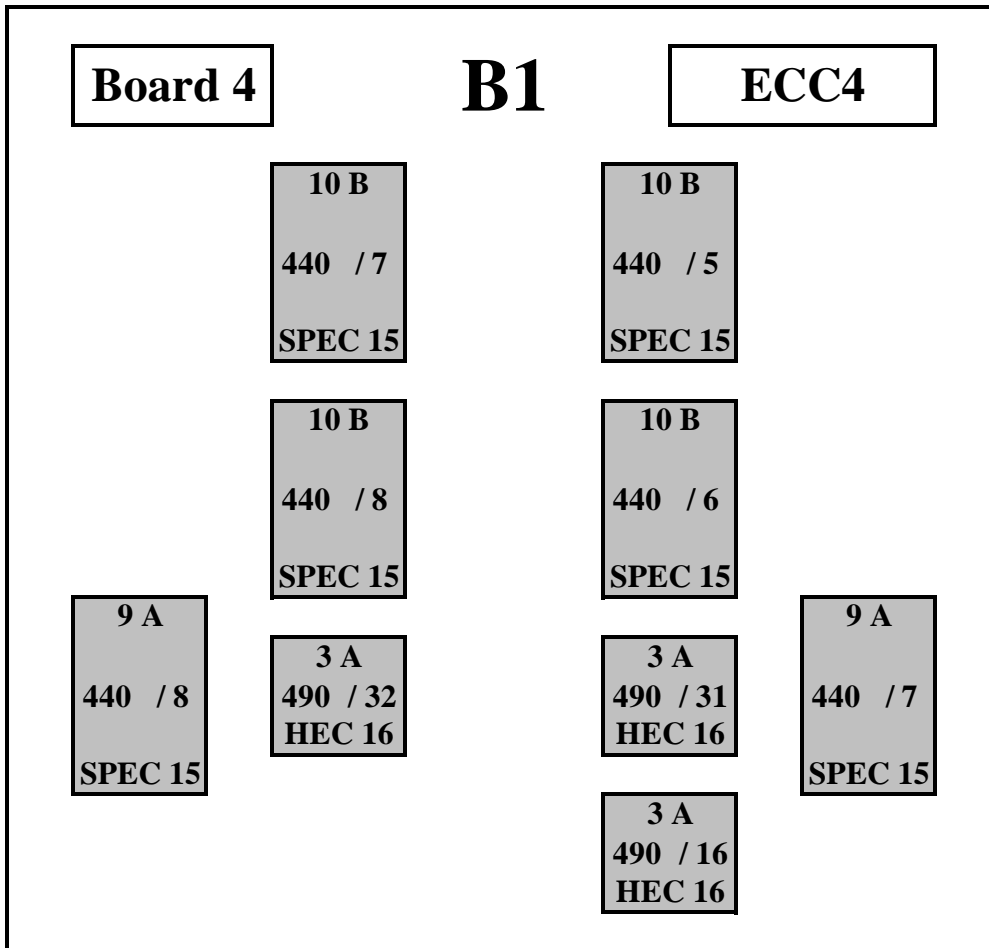 Board 4
B1
ECC4
10 B
440 / 7
SPEC 15
10 B
440 / 5
SPEC 15
10 B
440 / 8
SPEC 15
10 B
440 / 6
SPEC 15
9 A
440 / 8
SPEC 15
3 A
490 / 32
HEC 16
3 A
490 / 31
HEC 16
9 A
440 / 7
SPEC 15
3 A
490 / 16
HEC 16